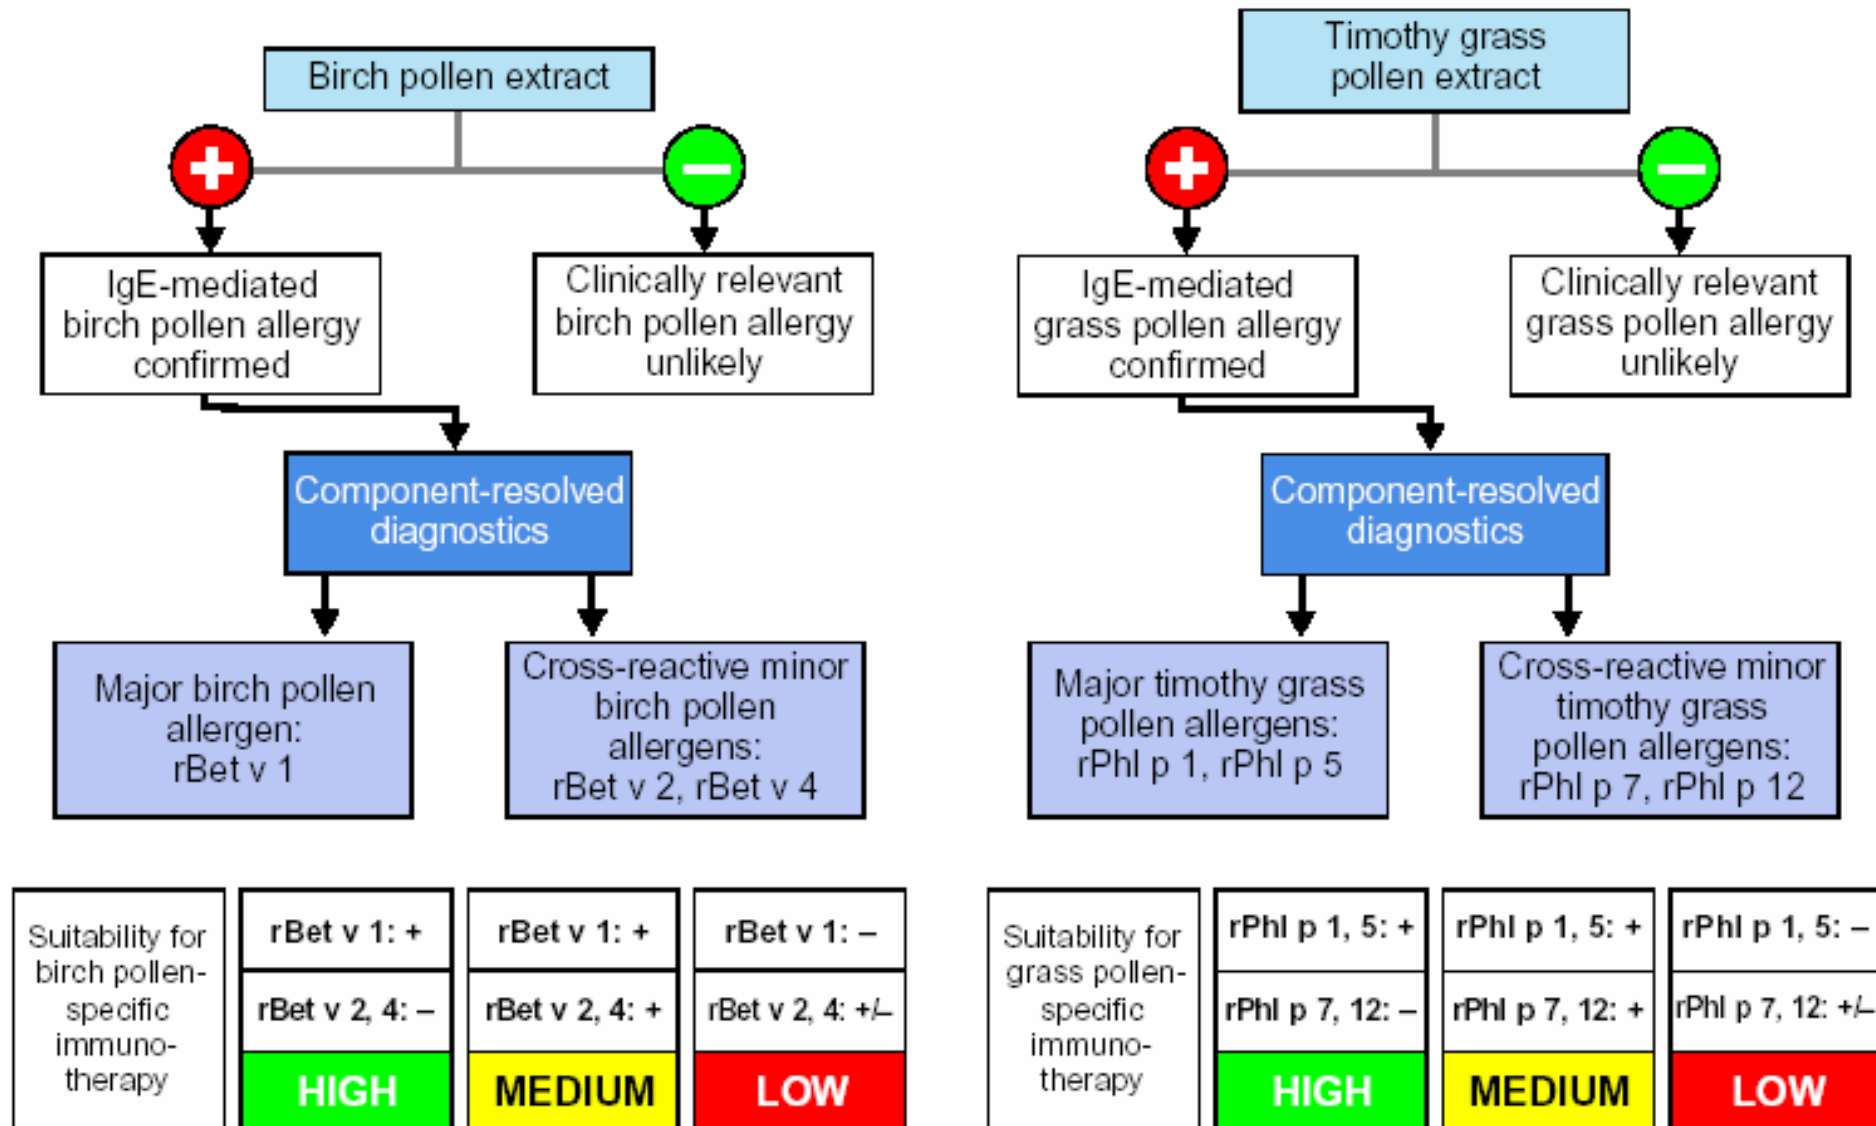 Birch pollen extract
IgE-mediated
birch pollen allergy
confirmed
Clinically relevant
birch pollen allergy
unlikely
Component-resolved
diagnostics
Major birch pollen
allergen:
rBet v 1
Cross-reactive minor
birch pollen
allergens:
rBet v 2, rBet v 4
Suitability for
birch pollen-
specific
immuno-
therapy
rBet v 1: +
rBet v 2, 4: –
HIGH
rBet v 1: +
rBet v 2, 4: +
MEDIUM
rBet v 1: –
rBet v 2, 4: +/–
LOW
Timothy grass
pollen extract
IgE-mediated
grass pollen allergy
confirmed
Clinically relevant
grass pollen allergy
unlikely
Component-resolved
diagnostics
Major timothy grass
pollen allergens:
rPhl p 1, rPhl p 5
Cross-reactive minor
timothy grass
pollen allergens:
rPhl p 7, rPhl p 12
Suitability for
grass pollen-
specific
immuno-
therapy
rPhl p 1, 5: +
rPhl p 7, 12: –
HIGH
rPhl p 1, 5: +
rPhl p 7, 12: +
MEDIUM
rPhl p 1, 5: –
rPhl p 7, 12: +/–
LOW